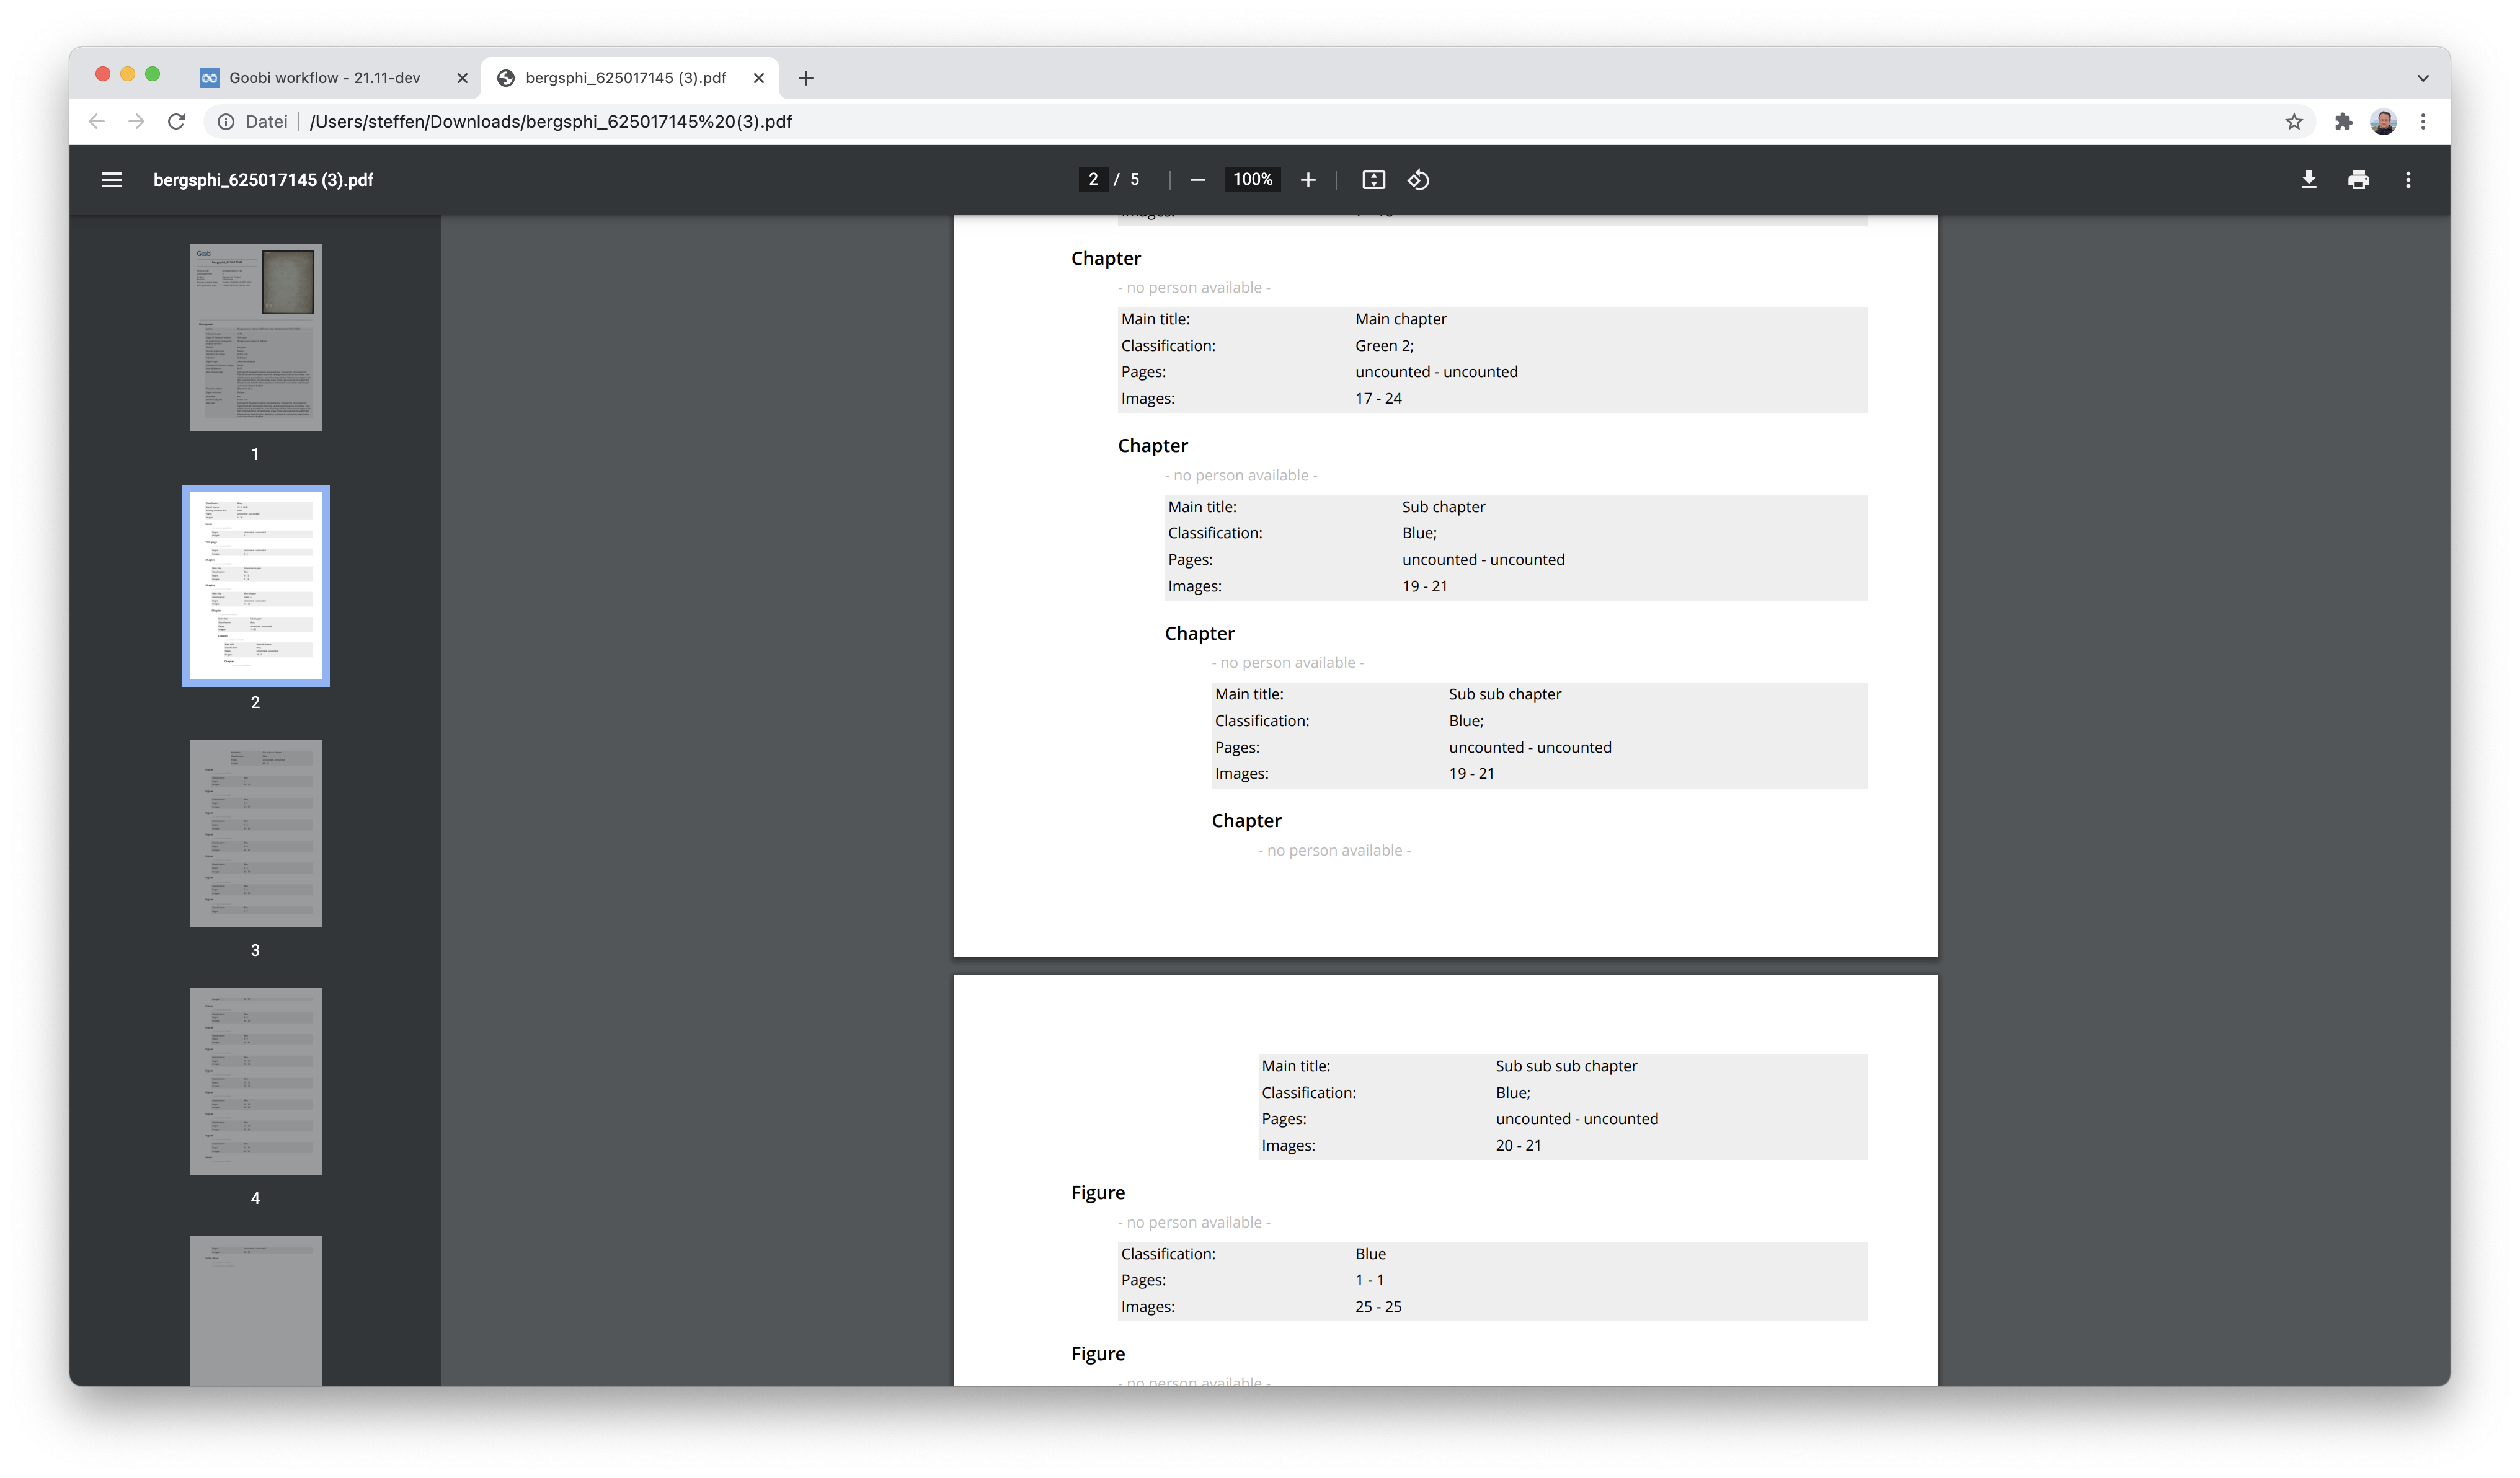 Goobi workflow - 21.11-dev
bergsphi_625017145 (3).pdf
Datei
/Users/steffen/Downloads/bergsphi_625017145%20(3).pdf
bergsphi_625017145 (3).pdf
2 / 5
100%
1
2
3
4
Chapter
- no person available -
Main title: Main chapter
Classification: Green 2;
Pages: uncounted - uncounted
Images: 17 - 24
Chapter
- no person available -
Main title: Sub chapter
Classification: Blue;
Pages: uncounted - uncounted
Images: 19 - 21
Chapter
- no person available -
Main title: Sub sub chapter
Classification: Blue;
Pages: uncounted - uncounted
Images: 19 - 21
Chapter
- no person available -
Main title: Sub sub sub chapter
Classification: Blue;
Pages: uncounted - uncounted
Images: 20 - 21
Figure
- no person available -
Classification: Blue
Pages: 1 - 1
Images: 25 - 25
Figure
- no person available -